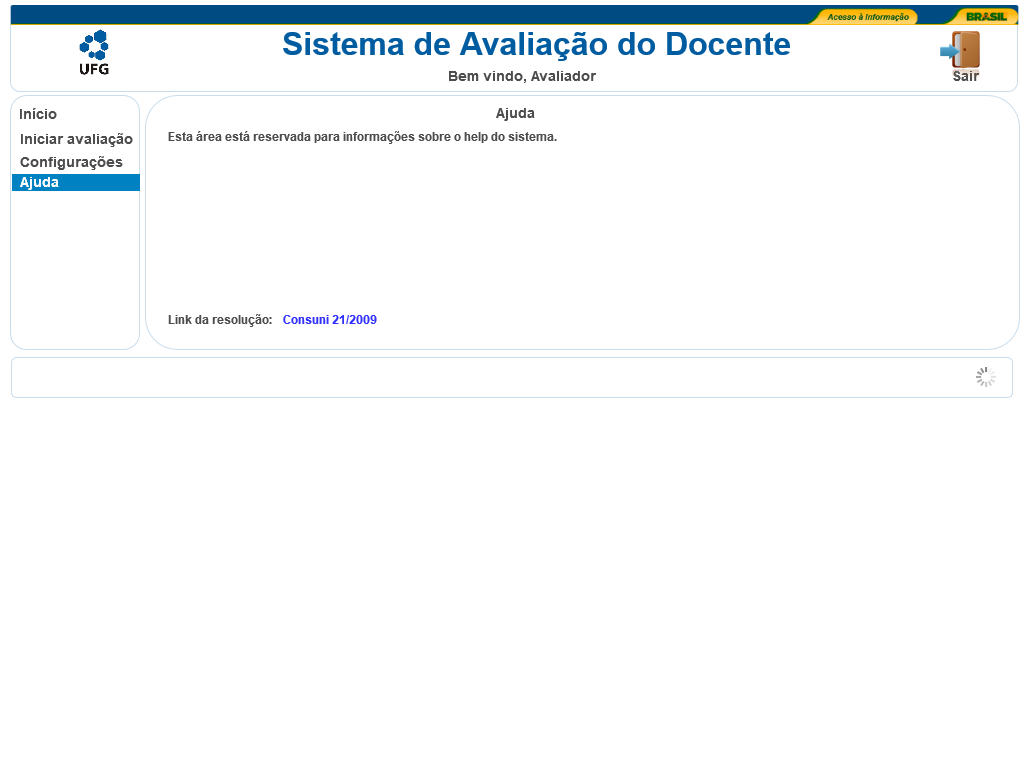 Acesso à Informação
BRASIL
UFG
Sistema de Avaliação do Docente
Bem vindo, Avaliador
Sair
Início
Iniciar avaliação
Configurações
Ajuda
Ajuda
Esta área está reservada para informações sobre o help do sistema.
Link da resolução: Consuni 21/2009